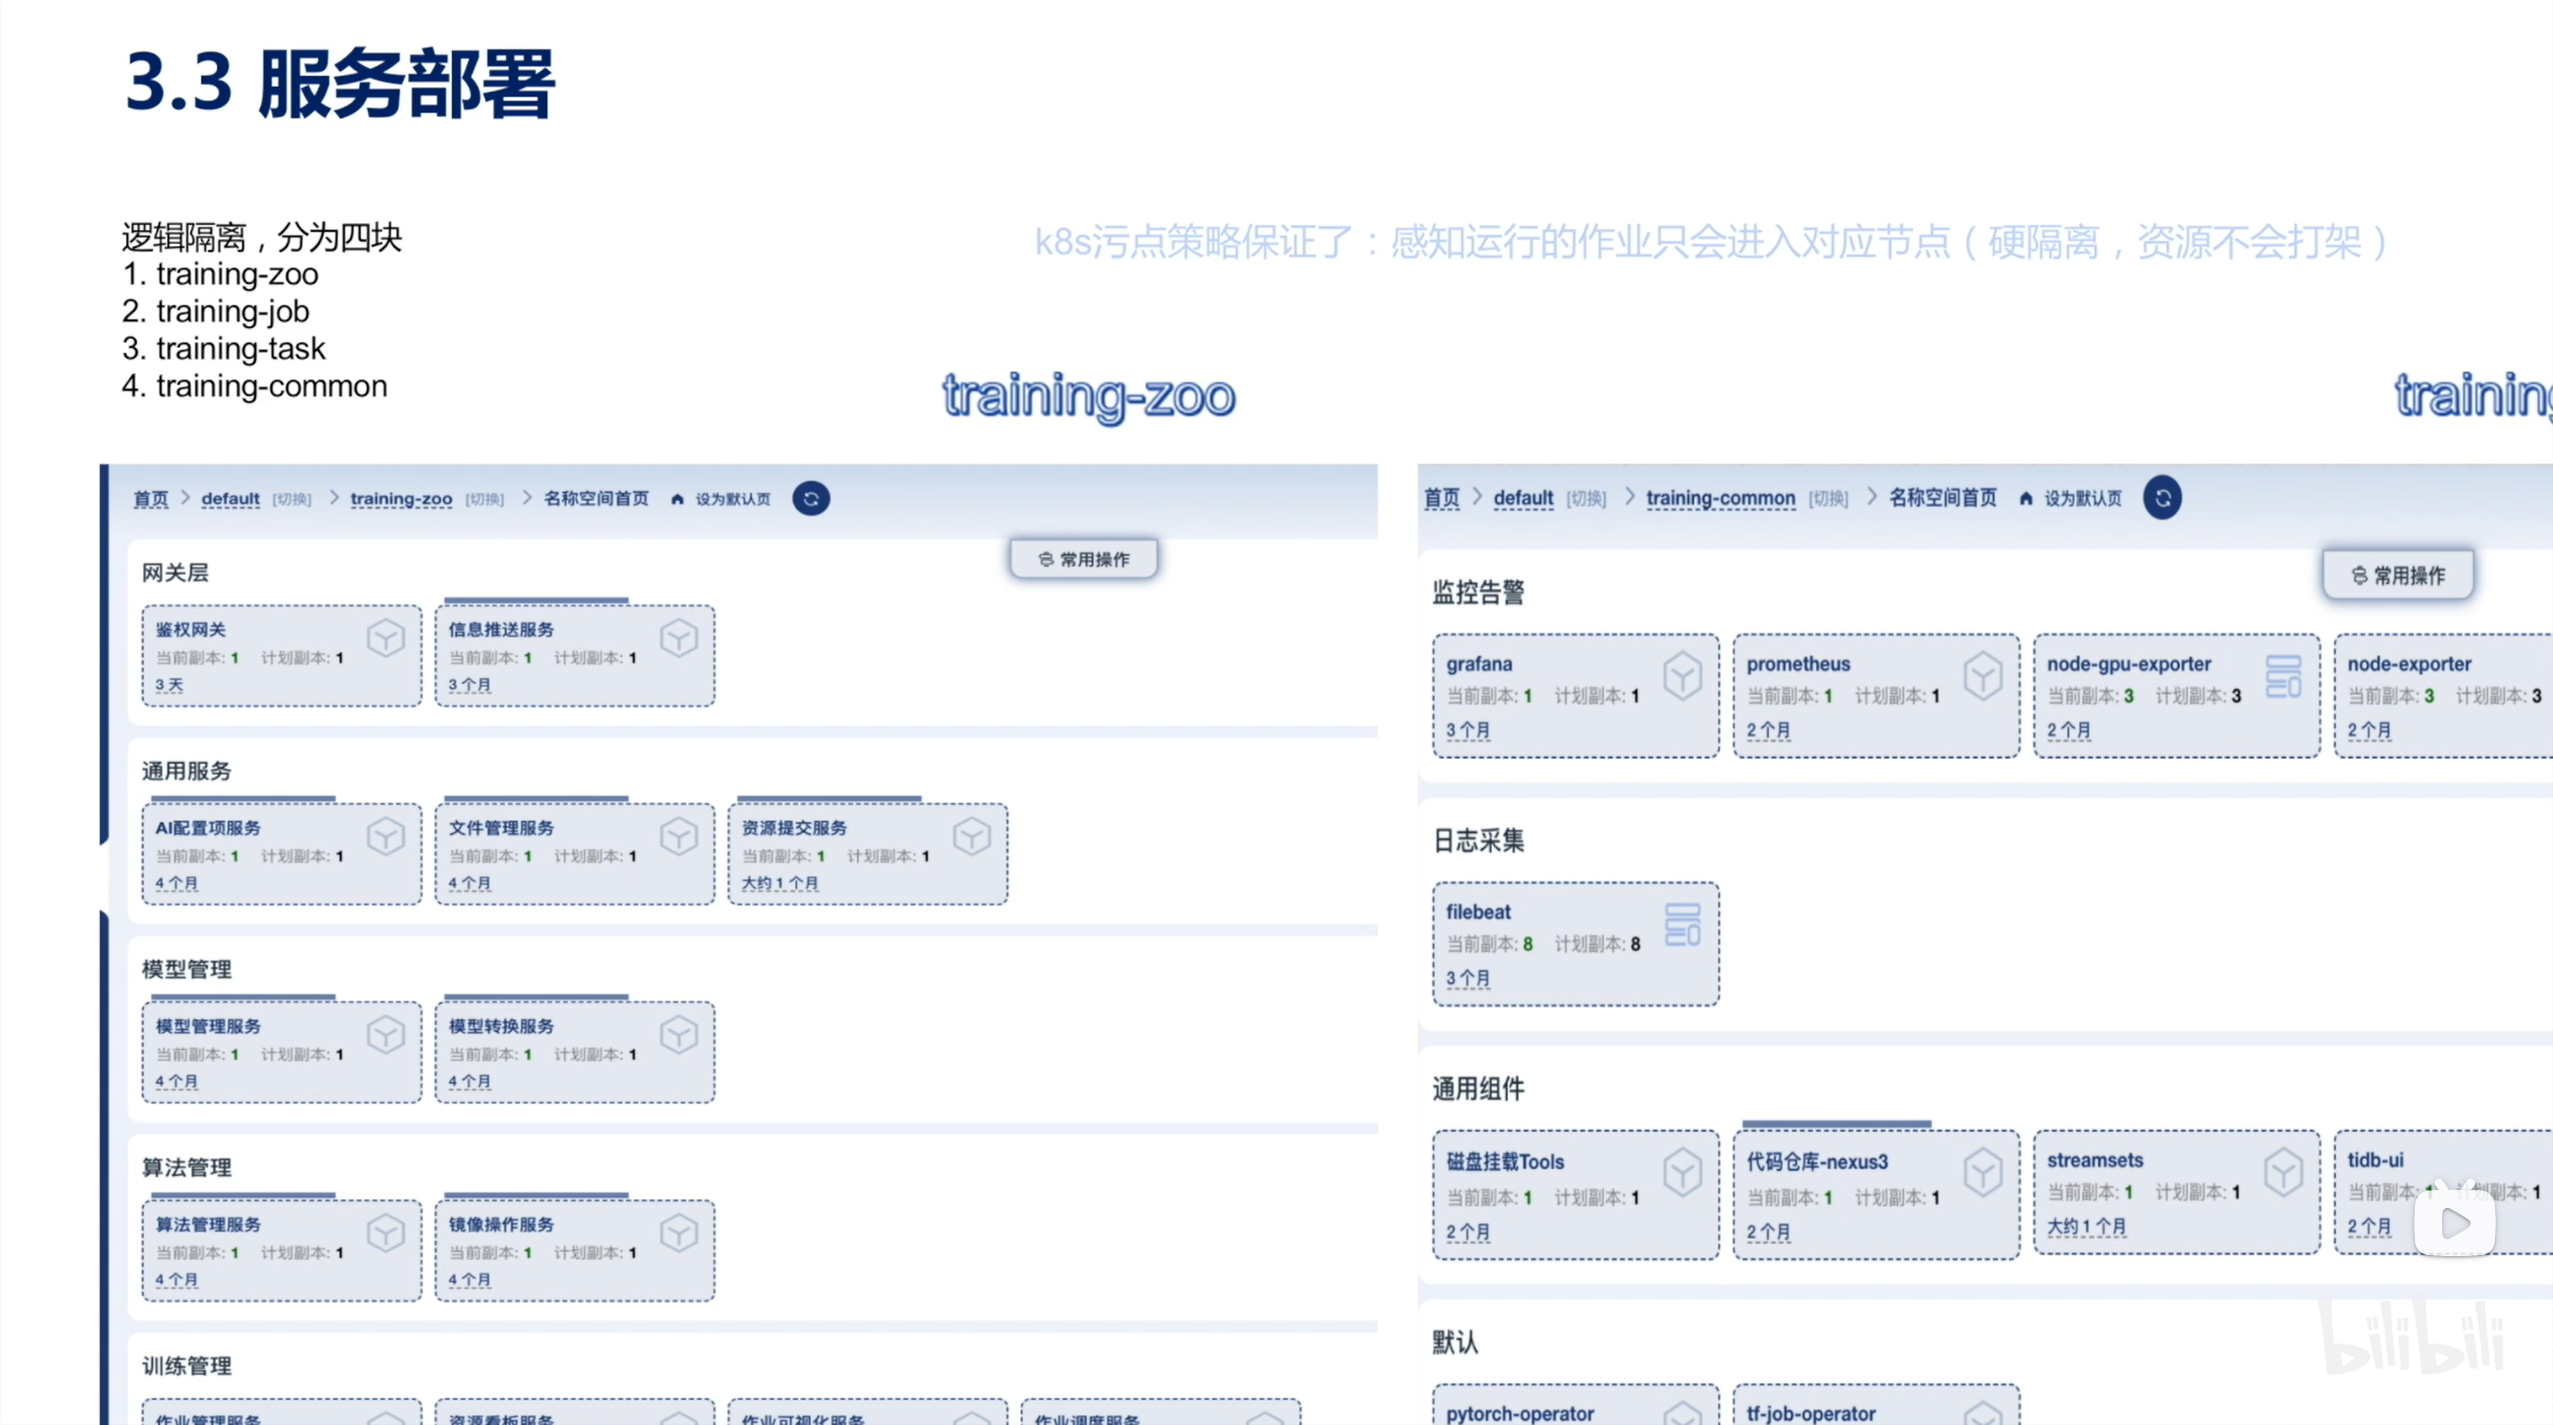 3.3 服务部署
逻辑隔离，分为四块
1. training-zoo
2. training-job
3. training-task
4. training-common
k8s污点策略保证了：感知运行的作业只会进入对应节点（硬隔离，资源不会打架）
training-zoo
首页 > default [切换] > training-zoo [切换] > 名称空间首页 设为默认页
常用操作
网关层
鉴权网关
当前副本: 1 计划副本: 1
3 天
信息推送服务
当前副本: 1 计划副本: 1
3 个月
通用服务
AI配置项服务
当前副本: 1 计划副本: 1
4 个月
文件管理服务
当前副本: 1 计划副本: 1
4 个月
资源提交服务
当前副本: 1 计划副本: 1
大约 1 个月
模型管理
模型管理服务
当前副本: 1 计划副本: 1
4 个月
模型转换服务
当前副本: 1 计划副本: 1
4 个月
算法管理
算法管理服务
当前副本: 1 计划副本: 1
4 个月
镜像操作服务
当前副本: 1 计划副本: 1
4 个月
训练管理
作业管理服务
资源看板服务
作业可视化服务
作业调度服务
training
首页 > default [切换] > training-common [切换] > 名称空间首页 设为默认页
常用操作
监控告警
grafana
当前副本: 1 计划副本: 1
3 个月
prometheus
当前副本: 1 计划副本: 1
2 个月
node-gpu-exporter
当前副本: 3 计划副本: 3
2 个月
node-exporter
当前副本: 3 计划副本: 3
2 个月
日志采集
filebeat
当前副本: 8 计划副本: 8
3 个月
通用组件
磁盘挂载Tools
当前副本: 1 计划副本: 1
2 个月
代码仓库-nexus3
当前副本: 1 计划副本: 1
2 个月
streamsets
当前副本: 1 计划副本: 1
大约 1 个月
tidb-ui
当前副本: 1 计划副本: 1
2 个月
默认
pytorch-operator
tf-job-operator
bilibili